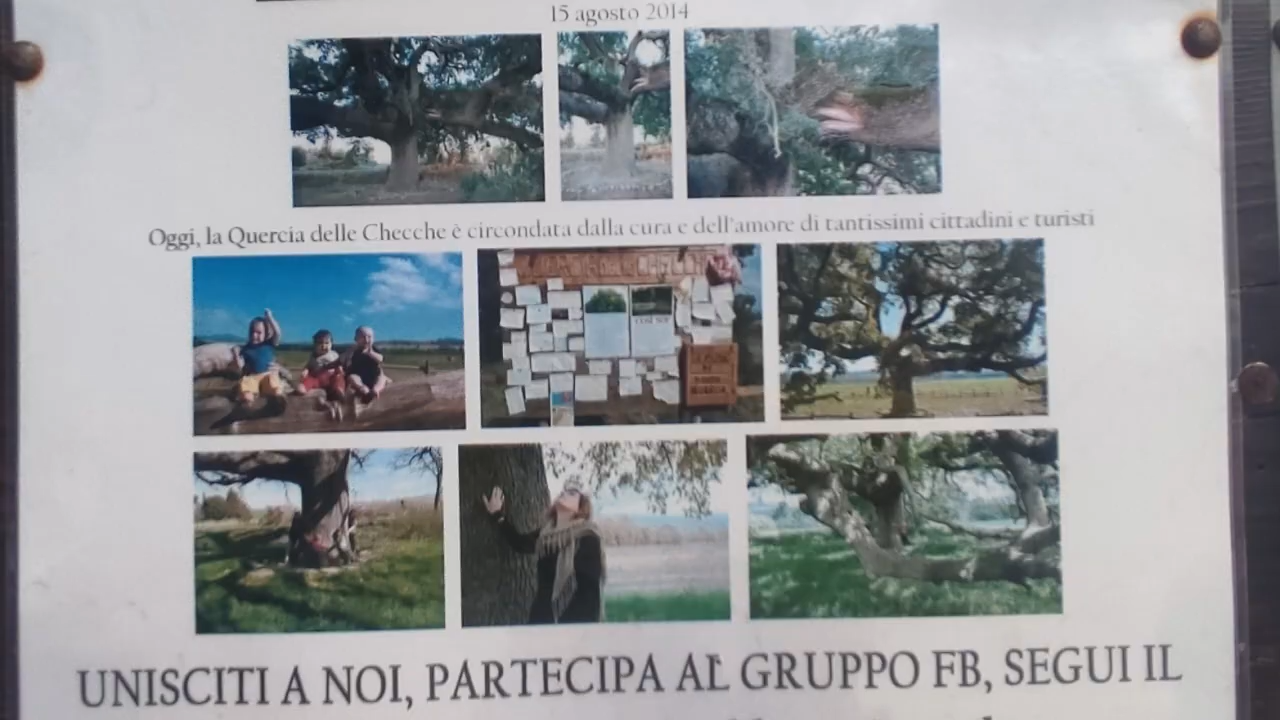 15 agosto 2014
Oggi, la Quercia delle Checche è circondata dalla cura e dell'amore di tantissimi cittadini e turisti
UNISCITI A NOI, PARTECIPA AL GRUPPO FB, SEGUI IL